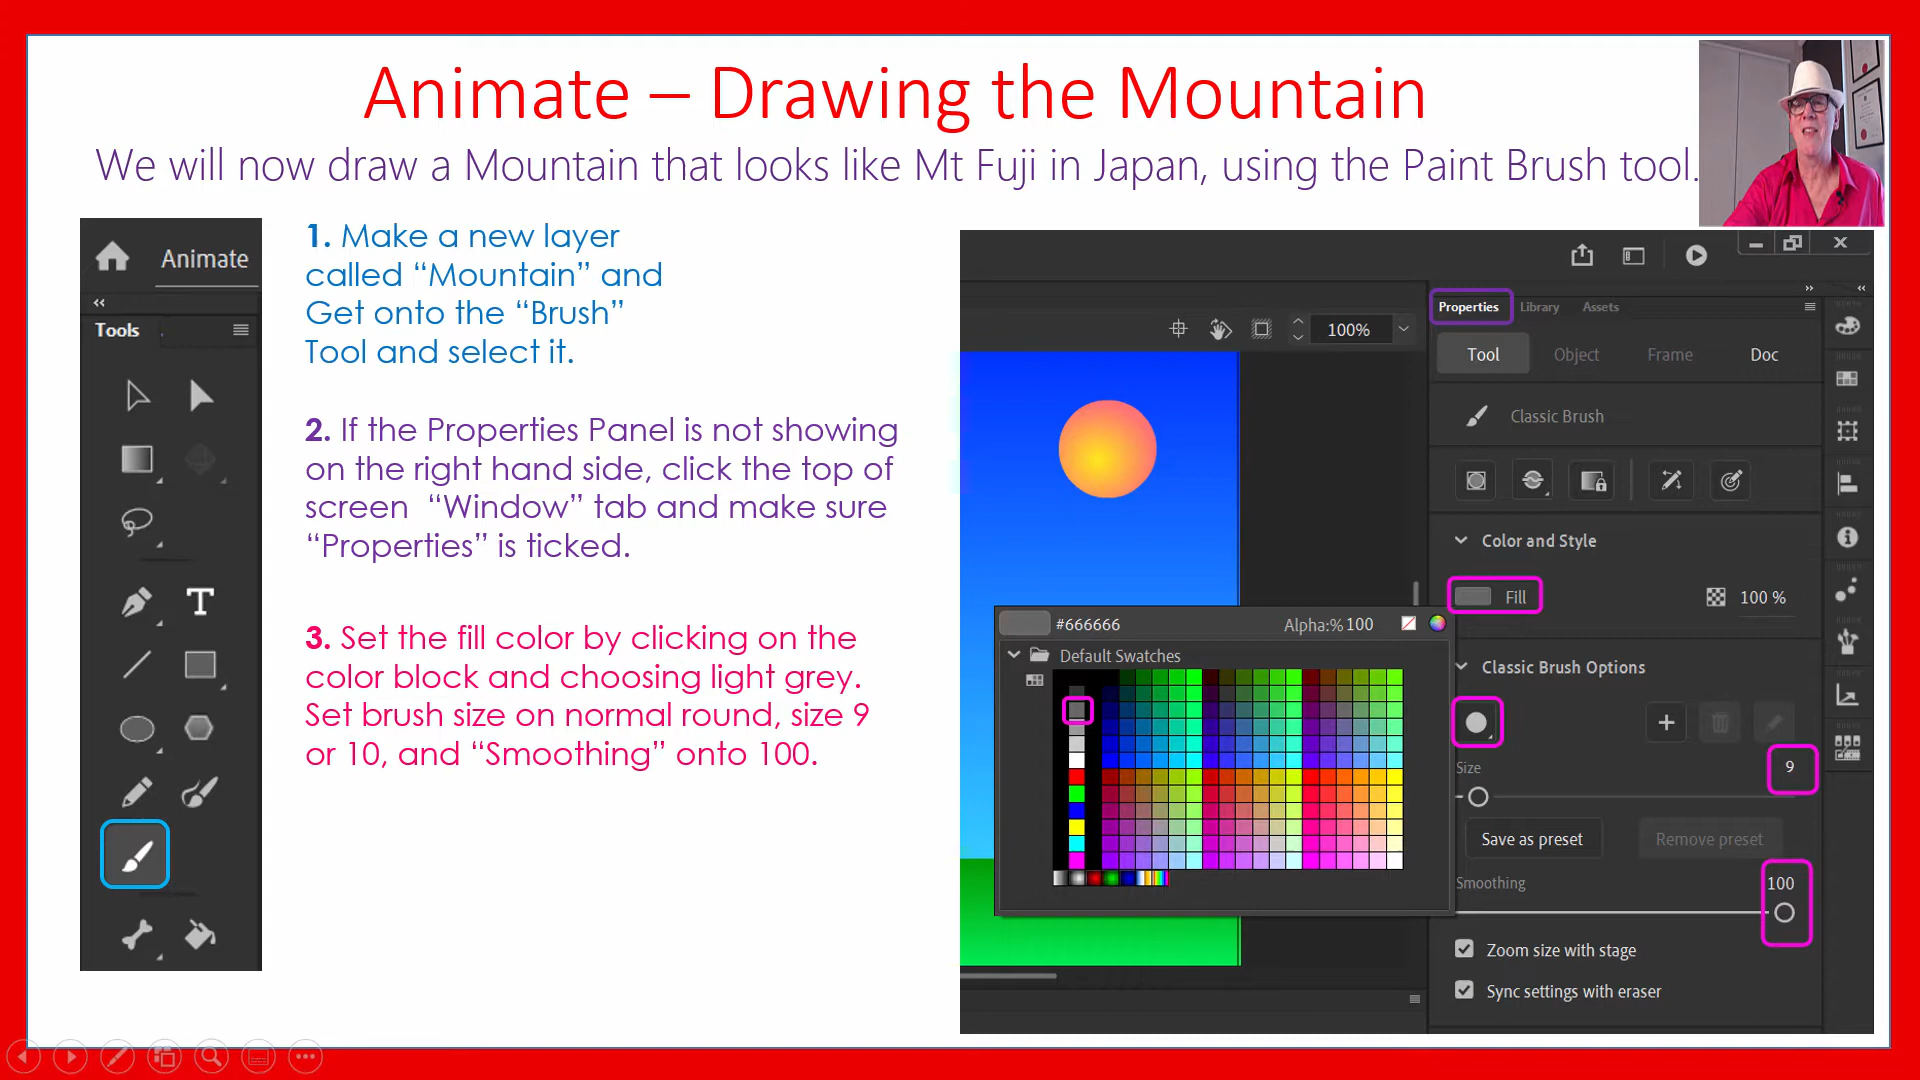 Animate – Drawing the Mountain
We will now draw a Mountain that looks like Mt Fuji in Japan, using the Paint Brush tool.
Animate
Tools
1. Make a new layer
called “Mountain” and
Get onto the “Brush”
Tool and select it.
2. If the Properties Panel is not showing
on the right hand side, click the top of
screen “Window” tab and make sure
“Properties” is ticked.
3. Set the fill color by clicking on the
color block and choosing light grey.
Set brush size on normal round, size 9
or 10, and “Smoothing” onto 100.
100%
Properties Library Assets
Tool Object Frame Doc
Classic Brush
Color and Style
Fill 100 %
#666666 Alpha:% 100
Default Swatches
Classic Brush Options
Size 9
Save as preset Remove preset
Smoothing 100
Zoom size with stage
Sync settings with eraser